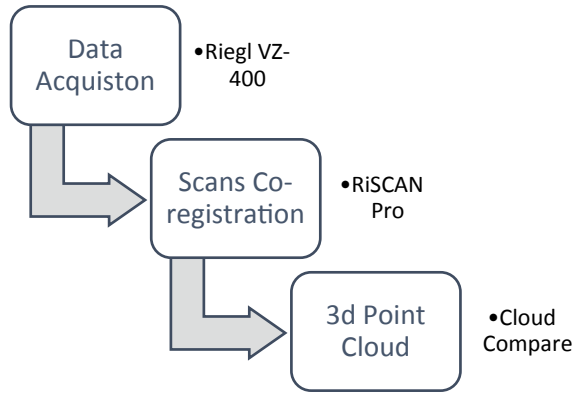 Data
Acquiston
•Riegl VZ-
400
Scans Co-
registration
•RiSCAN
Pro
3d Point
Cloud
•Cloud
Compare